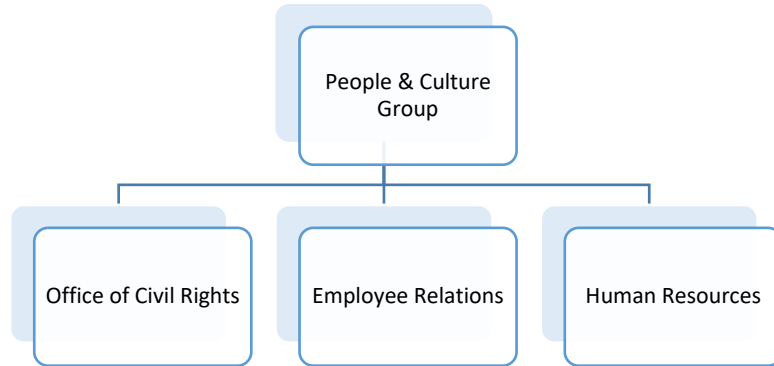 People & Culture
Group
Office of Civil Rights
Employee Relations
Human Resources